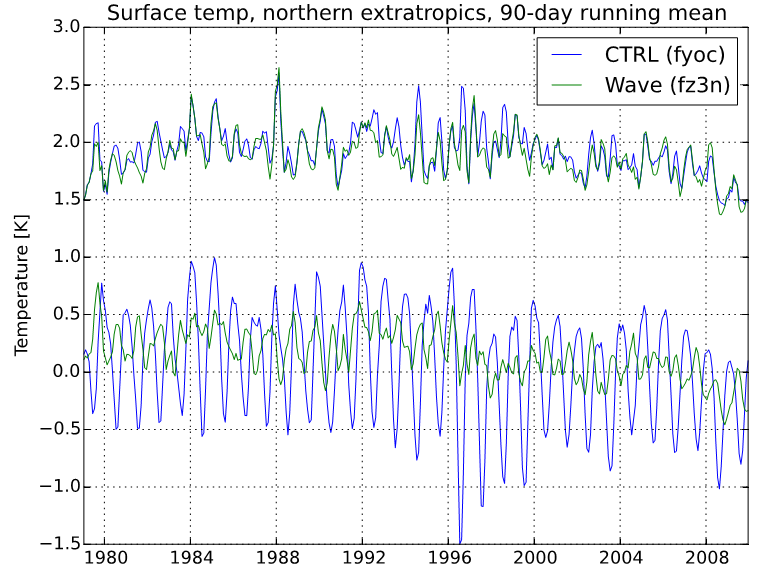 Surface temp, northern extratropics, 90-day running mean
CTRL (fyoc)
Wave (fz3n)
Temperature [K]
3.0
2.5
2.0
1.5
1.0
0.5
0.0
−0.5
−1.0
−1.5
1980 1984 1988 1992 1996 2000 2004 2008